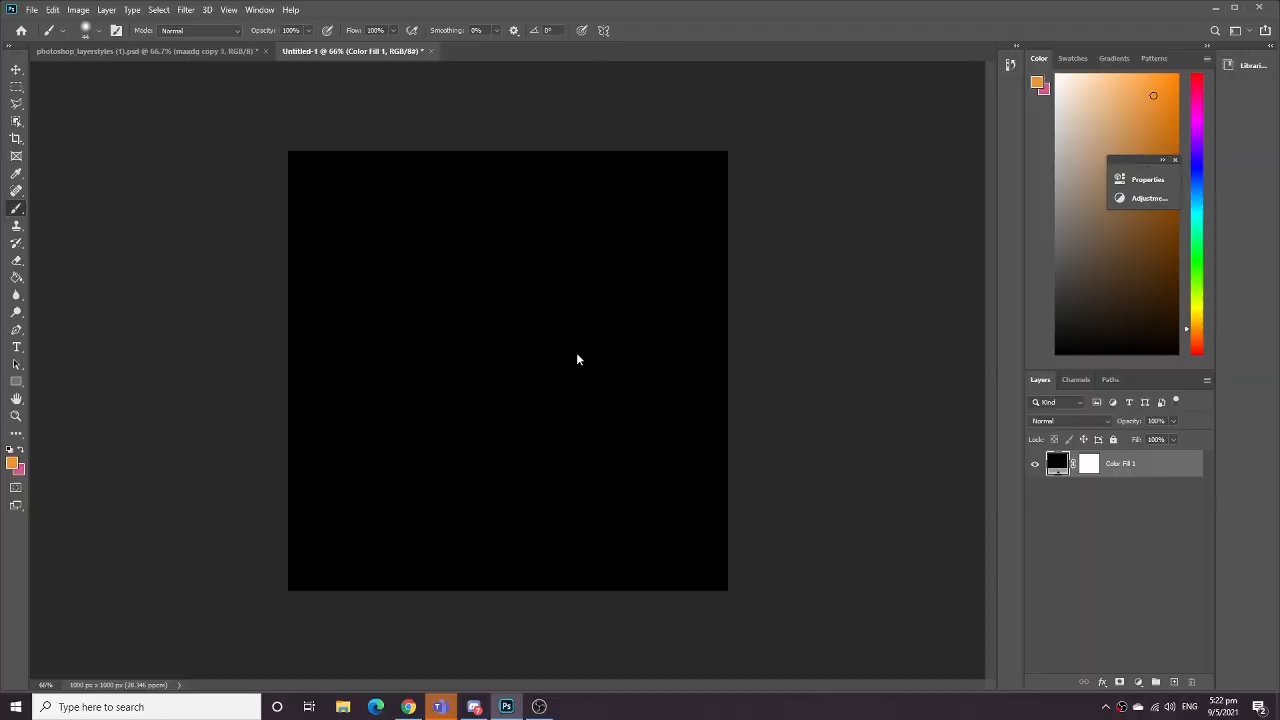 File Edit Image Layer Type Select Filter 3D View Window Help
44 Mode: Normal Opacity: 100% Flow: 100% Smoothing: 0% 0°
photoshop_layerstyles (1).psd @ 66.7% (maxdq copy 3, RGB/8) * × Untitled-1 @ 66% (Color Fill 1, RGB/8#) * ×
Color Swatches Gradients Patterns
Librari...
Properties
Adjustme...
Layers Channels Paths
Kind
Normal Opacity: 100%
Lock: Fill: 100%
Color Fill 1
66% 1000 px x 1000 px (28.346 ppcm)
Type here to search
ENG
5:22 pm
9/5/2021